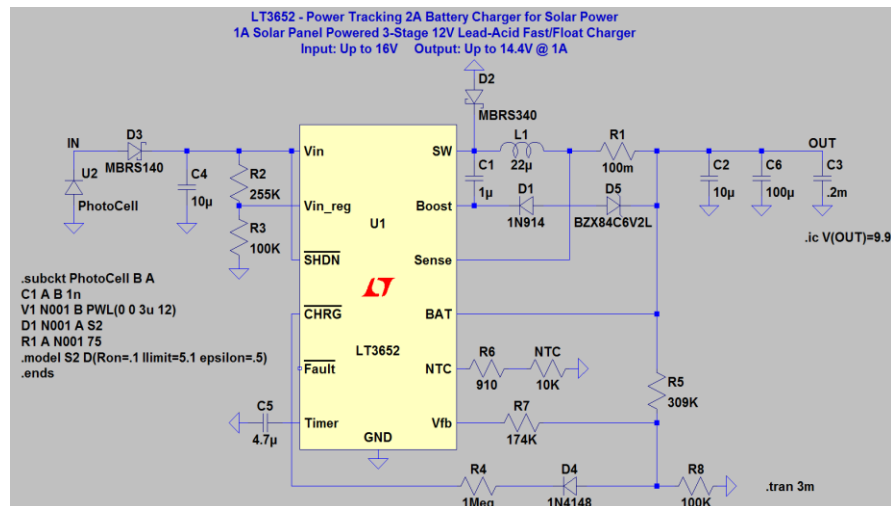 LT3652 - Power Tracking 2A Battery Charger for Solar Power
1A Solar Panel Powered 3-Stage 12V Lead-Acid Fast/Float Charger
Input: Up to 16V Output: Up to 14.4V @ 1A
D2
MBRS340
IN
D3
MBRS140
U2
PhotoCell
C4
10µ
R2
255K
R3
100K
Vin
Vin_reg
SHDN
CHRG
Fault
Timer
U1
LT3652
GND
SW
Boost
Sense
BAT
NTC
Vfb
L1
22µ
R1
100m
C1
1µ
D1
1N914
D5
BZX84C6V2L
C2
10µ
C6
100µ
OUT
C3
.2m
.ic V(OUT)=9.9
.subckt PhotoCell B A
C1 A B 1n
V1 N001 B PWL(0 0 3u 12)
D1 N001 A S2
R1 A N001 75
.model S2 D(Ron=.1 Ilimit=5.1 epsilon=.5)
.ends
R6
910
NTC
10K
R5
309K
C5
4.7µ
R7
174K
R4
1Meg
D4
1N4148
R8
100K
.tran 3m